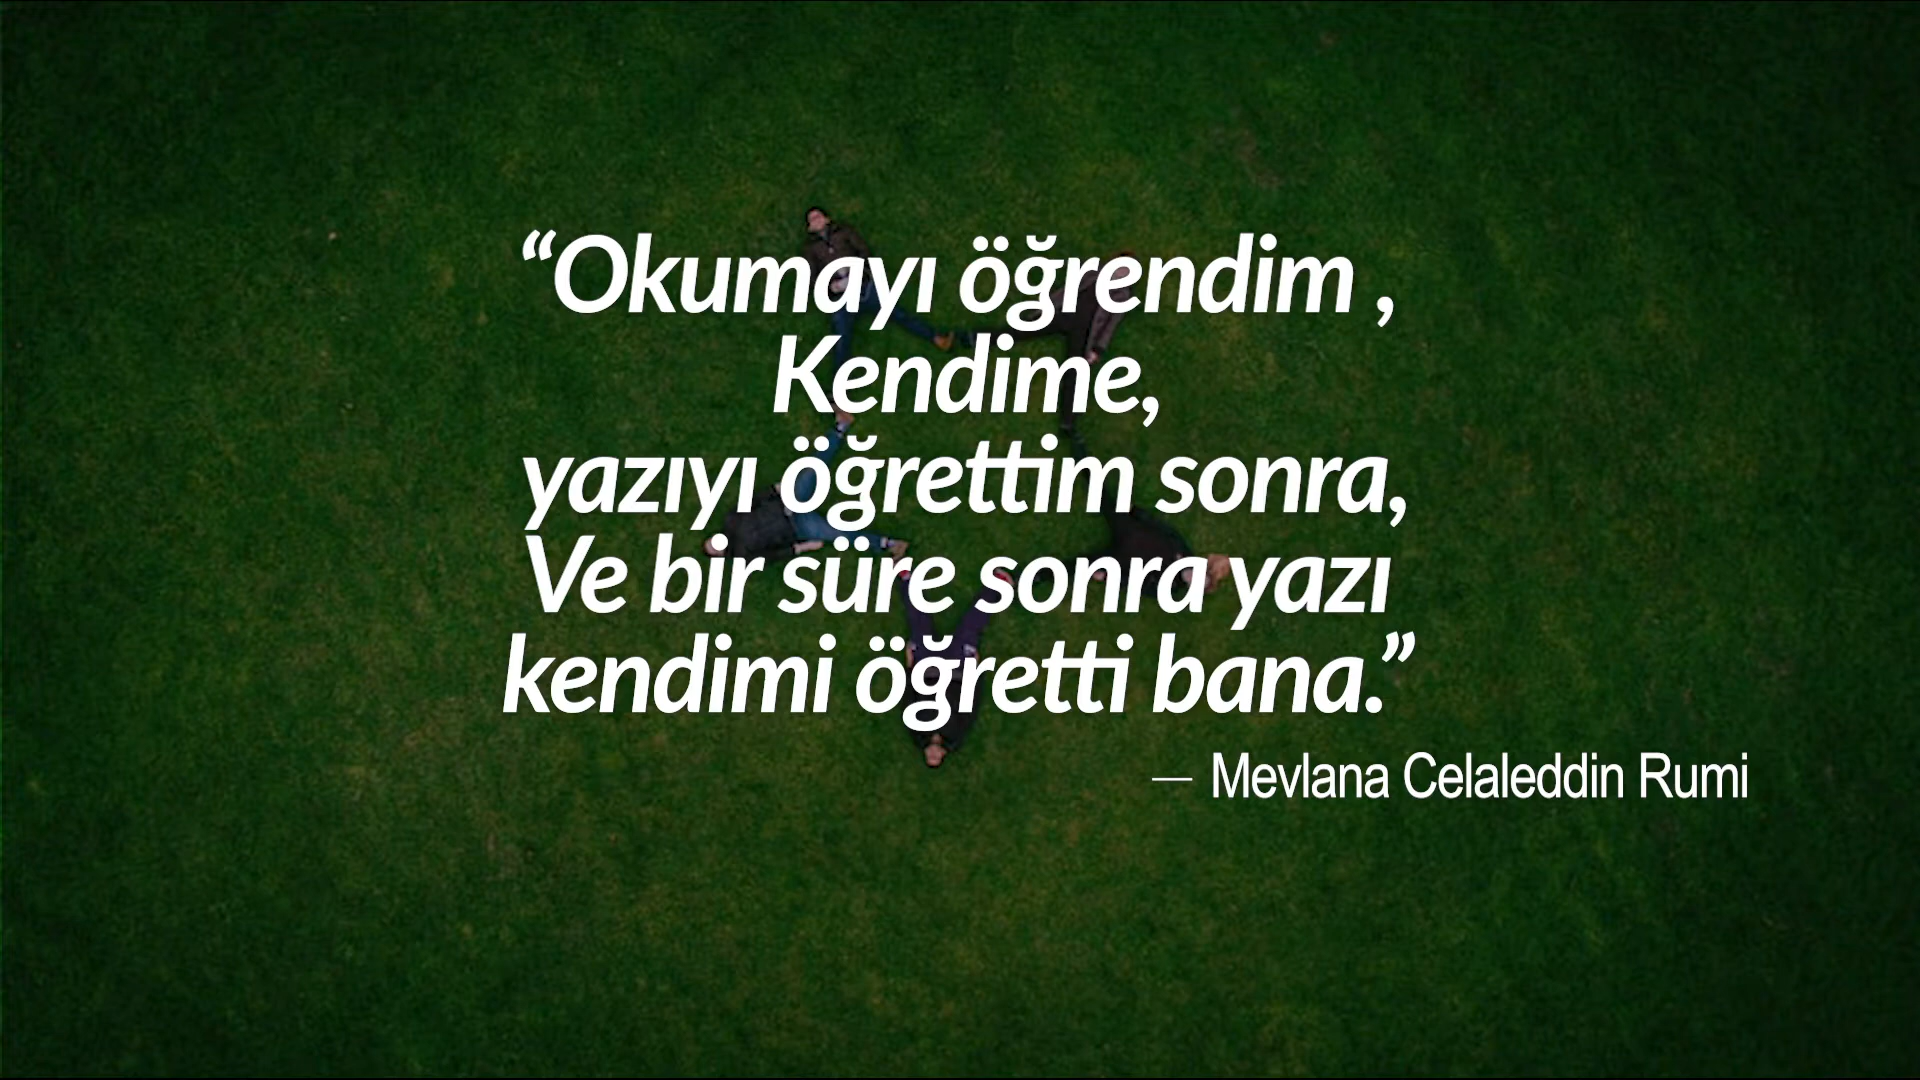 “Okumayı öğrendim ,
Kendime,
yazıyı öğrettim sonra,
Ve bir süre sonra yazı
kendimi öğretti bana.”
— Mevlana Celaleddin Rumi